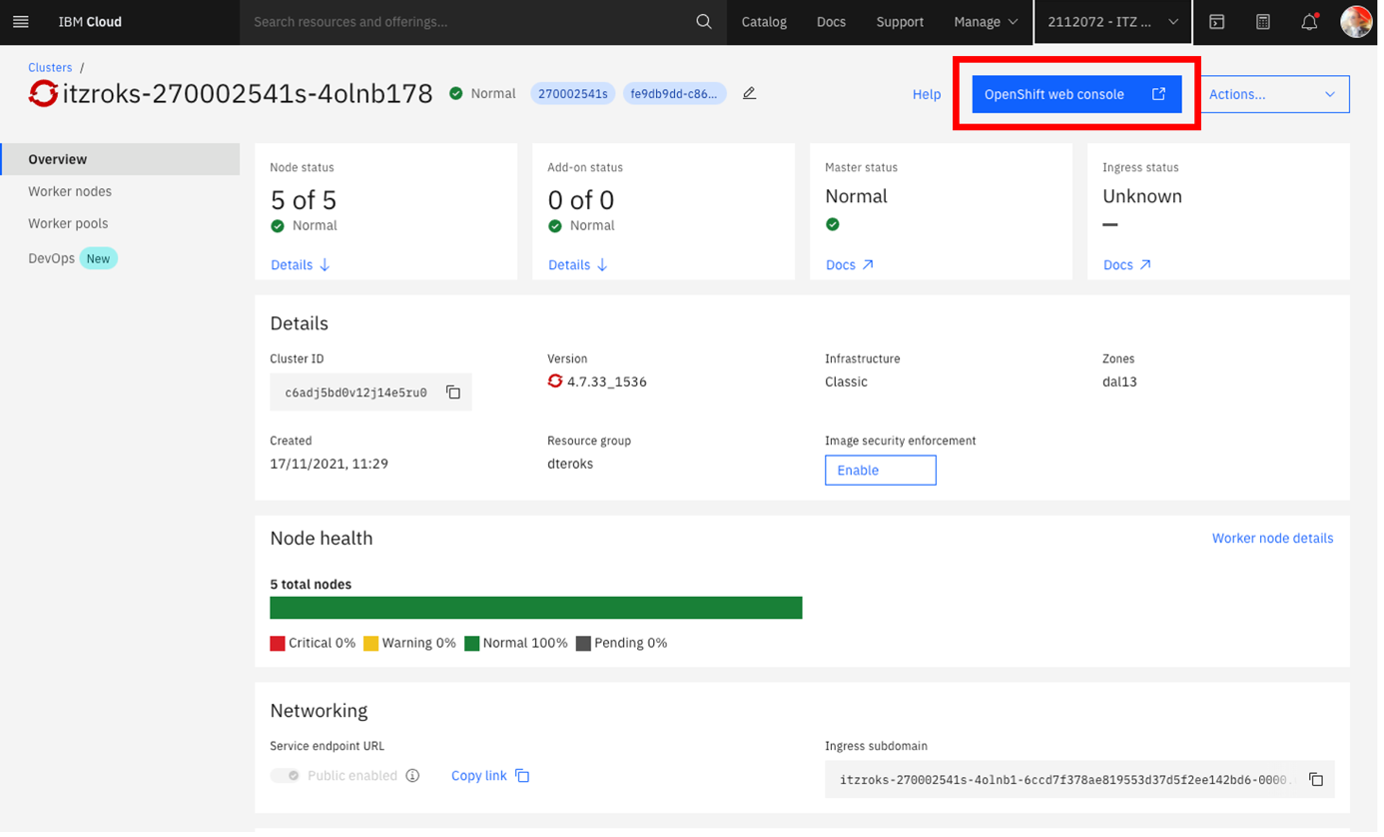 IBM Cloud
Search resources and offerings...
Catalog
Docs
Support
Manage
2112072 - ITZ ...
Clusters /
itzroks-270002541s-4olnb178
Normal
270002541s
fe9db9dd-c86...
Help
OpenShift web console
Actions...
Overview
Worker nodes
Worker pools
DevOps New
Node status
5 of 5
Normal
Details
Add-on status
0 of 0
Normal
Details
Master status
Normal
Docs
Ingress status
Unknown
–
Docs
Details
Cluster ID
c6adj5bd0v12j14e5ru0
Version
4.7.33_1536
Infrastructure
Classic
Zones
dal13
Created
17/11/2021, 11:29
Resource group
dteroks
Image security enforcement
Enable
Node health
Worker node details
5 total nodes
Critical 0% Warning 0% Normal 100% Pending 0%
Networking
Service endpoint URL
Public enabled
Copy link
Ingress subdomain
itzroks-270002541s-4olnb1-6ccd7f378ae819553d37d5f2ee142bd6-0000.